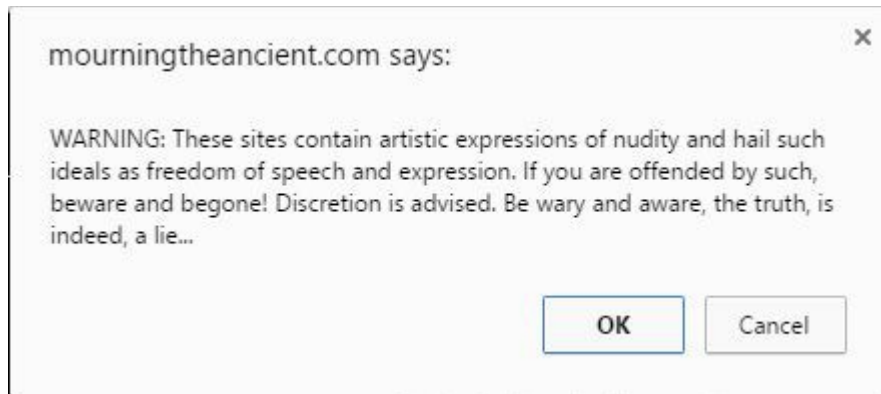 mourningtheancient.com says:
WARNING: These sites contain artistic expressions of nudity and hail such
ideals as freedom of speech and expression. If you are offended by such,
beware and begone! Discretion is advised. Be wary and aware, the truth, is
indeed, a lie...
OK Cancel